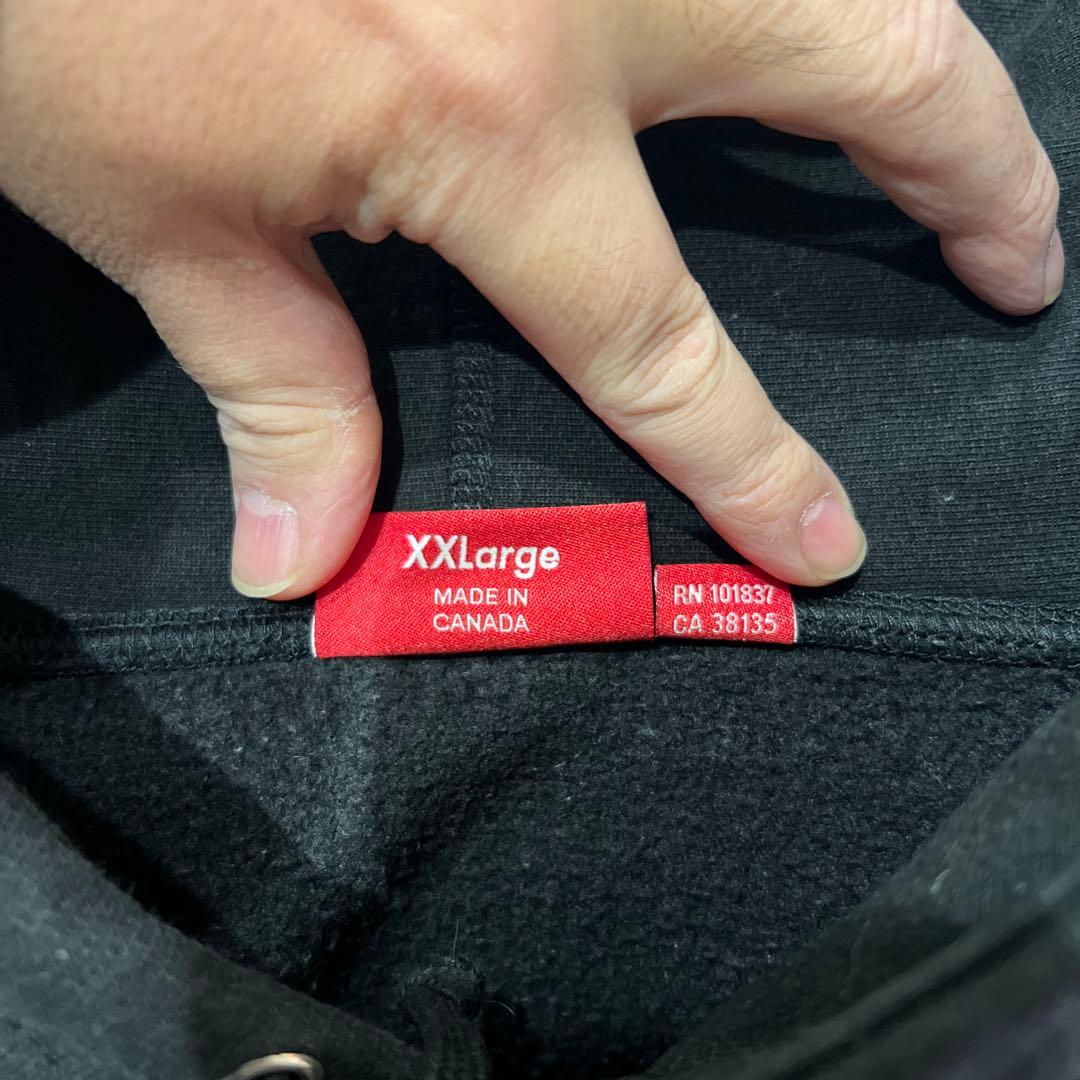 XXLarge
MADE IN
CANADA
RN 101837
CA 38135